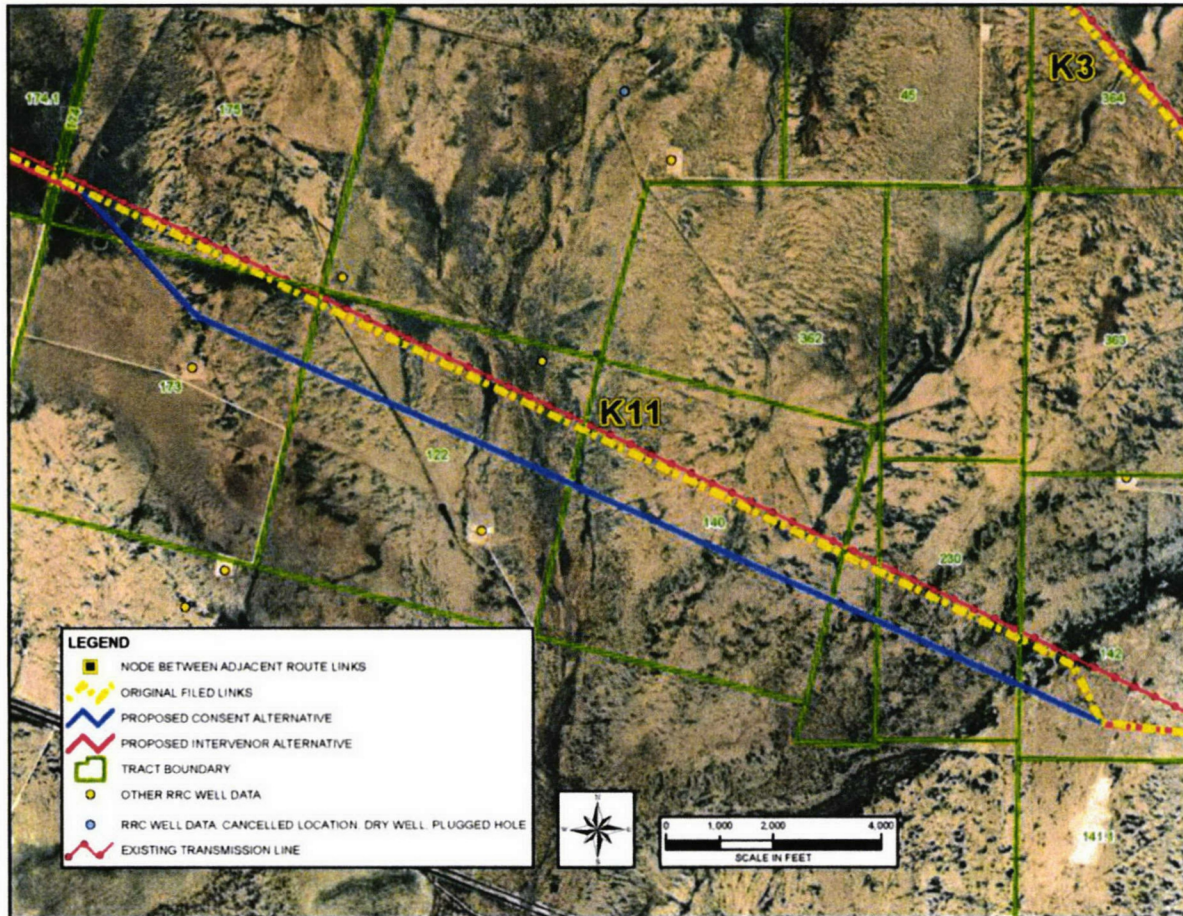 K3
174.1
174
175
45
364
362
363
K11
173
122
140
230
142
141.1
LEGEND
NODE BETWEEN ADJACENT ROUTE LINKS
ORIGINAL FILED LINKS
PROPOSED CONSENT ALTERNATIVE
PROPOSED INTERVENOR ALTERNATIVE
TRACT BOUNDARY
OTHER RRC WELL DATA
RRC WELL DATA, CANCELLED LOCATION, DRY WELL, PLUGGED HOLE
EXISTING TRANSMISSION LINE
N
W E
S
0 1,000 2,000 4,000
SCALE IN FEET